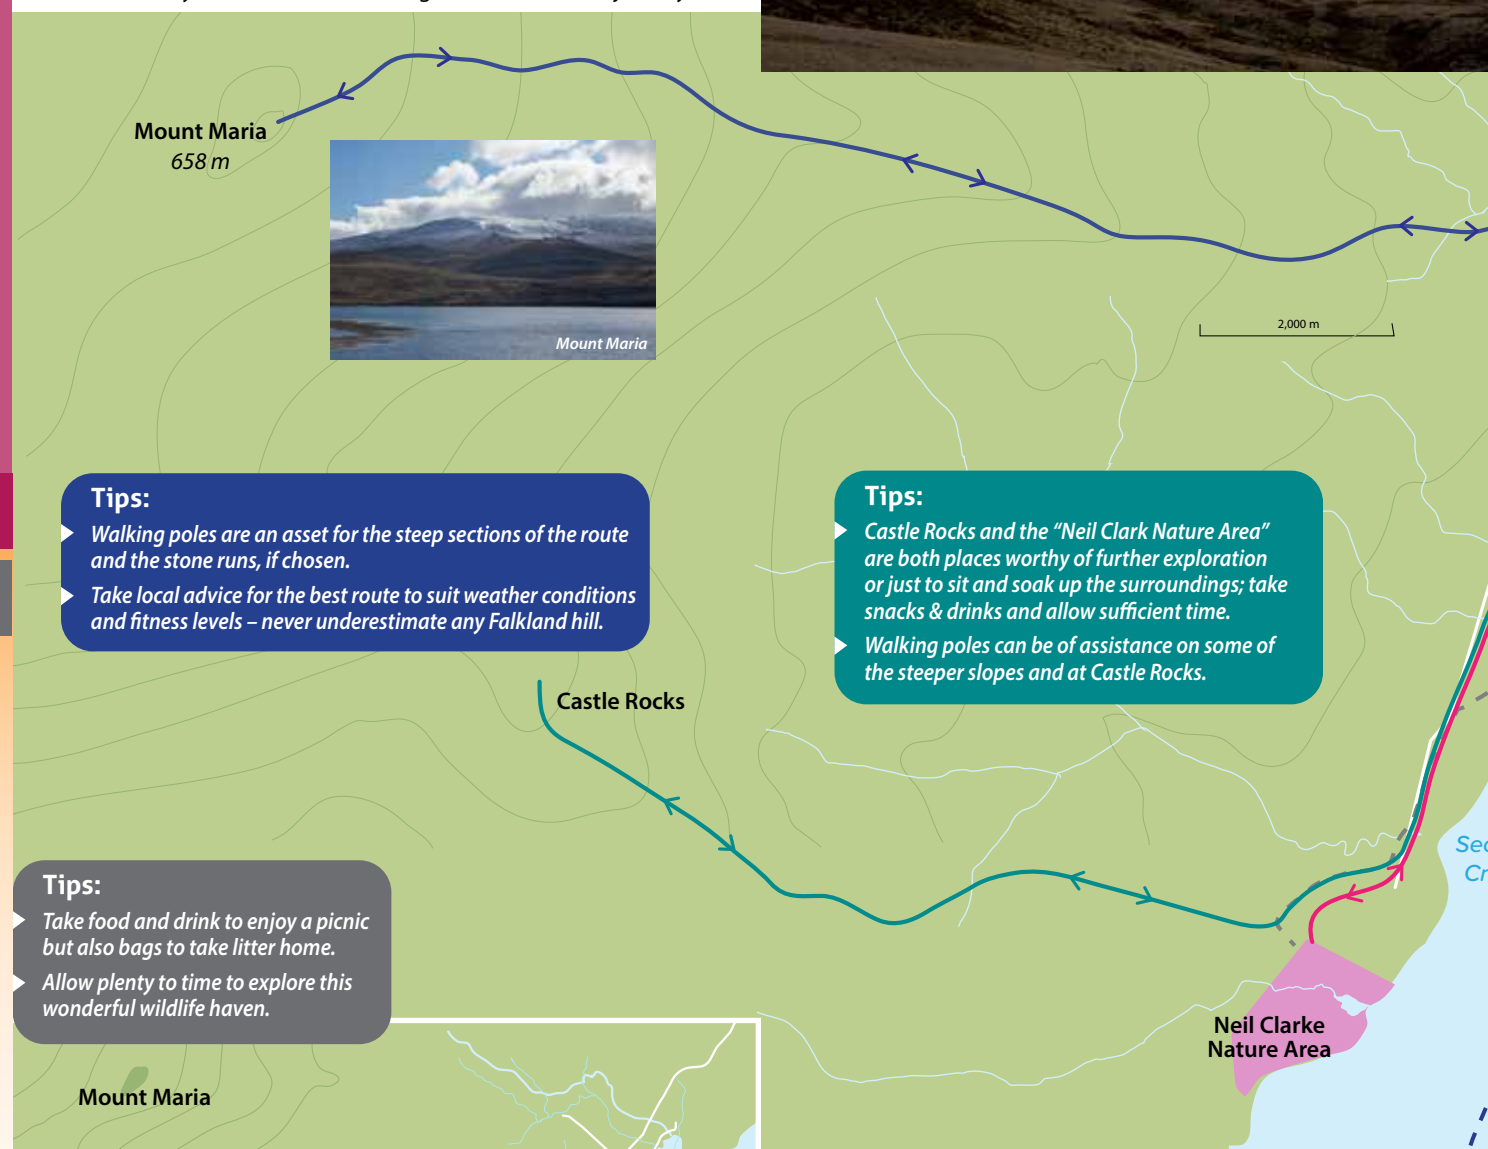 Mount Maria
658 m
Mount Maria
2,000 m
Tips:
Walking poles are an asset for the steep sections of the route
and the stone runs, if chosen.
Take local advice for the best route to suit weather conditions
and fitness levels – never underestimate any Falkland hill.
Tips:
Castle Rocks and the “Neil Clark Nature Area”
are both places worthy of further exploration
or just to sit and soak up the surroundings; take
snacks & drinks and allow sufficient time.
Walking poles can be of assistance on some of
the steeper slopes and at Castle Rocks.
Castle Rocks
Tips:
Take food and drink to enjoy a picnic
but also bags to take litter home.
Allow plenty to time to explore this
wonderful wildlife haven.
Neil Clarke
Nature Area
Mount Maria